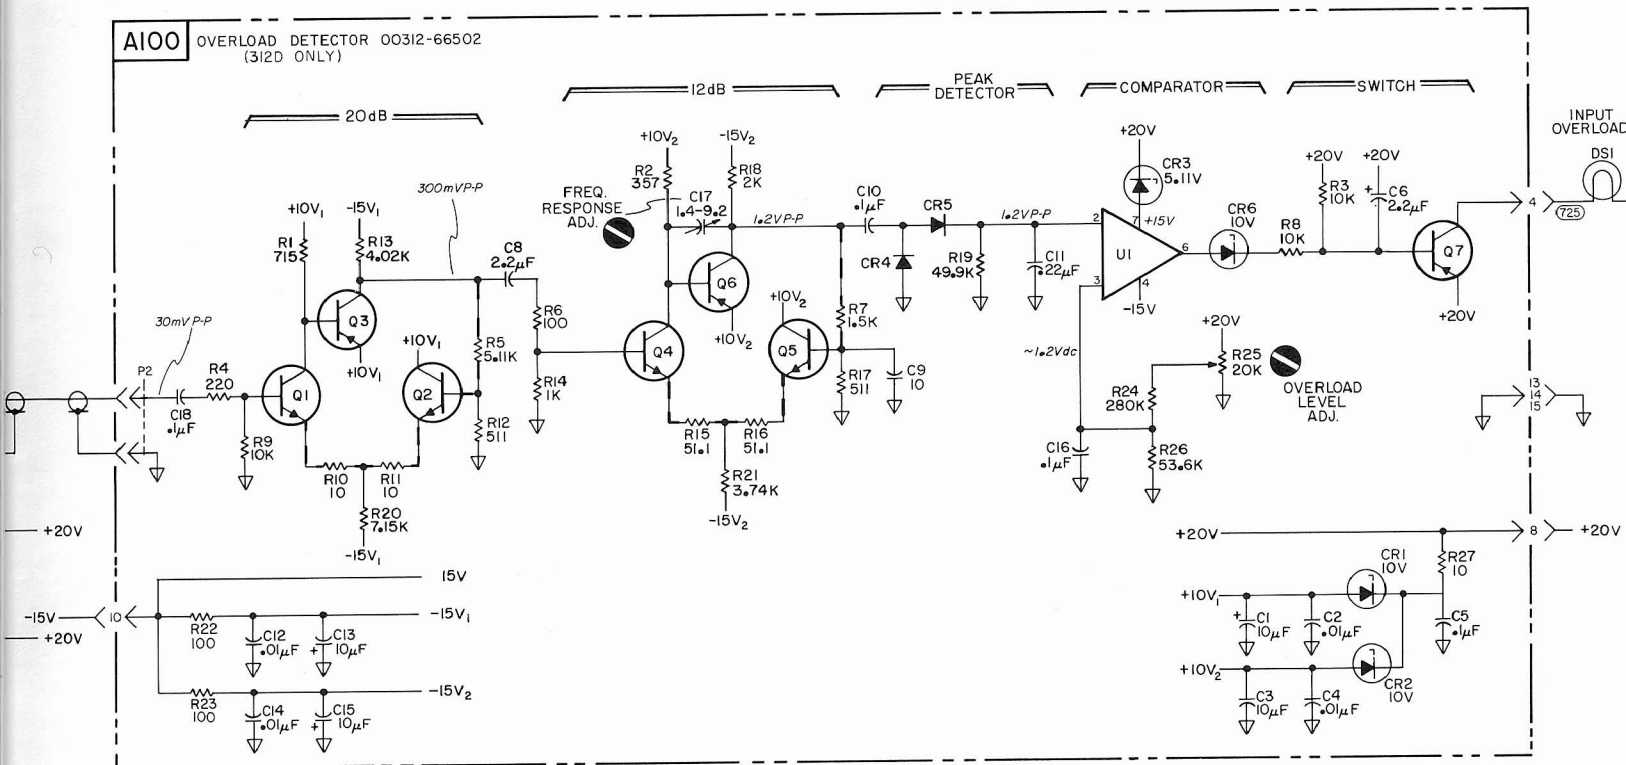 A100 OVERLOAD DETECTOR 00312-66502
(312D ONLY)
20dB
12dB
PEAK
DETECTOR
COMPARATOR
SWITCH
INPUT
OVERLOAD
DS1
4
725
30mVP-P
P2
C18
.1µF
R4
220
R9
10K
+10V1
R1
715
Q1
-15V1
R13
4.02K
Q3
+10V1
300mVP-P
+10V1
Q2
R5
5.11K
R12
511
R10
10
R11
10
R20
7.15K
-15V1
C8
2.2µF
R6
100
R14
1K
FREQ.
RESPONSE
ADJ.
+10V2
R2
357
C17
1.4-9.2
-15V2
R18
2K
1.2VP-P
Q6
+10V2
Q4
+10V2
Q5
R7
1.5K
R17
511
C9
10
R15
51.1
R16
51.1
R21
3.74K
-15V2
C10
.1µF
CR4
CR5
R19
49.9K
1.2VP-P
C11
.22µF
+20V
CR3
5.11V
7
+15V
2
U1
6
3
4
-15V
~1.2Vdc
CR6
10V
R8
10K
+20V
R3
10K
+20V
+
C6
2.2µF
Q7
+20V
+20V
R25
20K
OVERLOAD
LEVEL
ADJ.
R24
280K
C16
.1µF
R26
53.6K
13
14
15
+20V
-15V
10
+20V
15V
R22
100
C12
.01µF
+
C13
10µF
-15V1
R23
100
C14
.01µF
+
C15
10µF
-15V2
+20V
8
+20V
R27
10
CR1
10V
+10V1
+
C1
10µF
C2
.01µF
C5
.1µF
+10V2
C3
10µF
C4
.01µF
CR2
10V